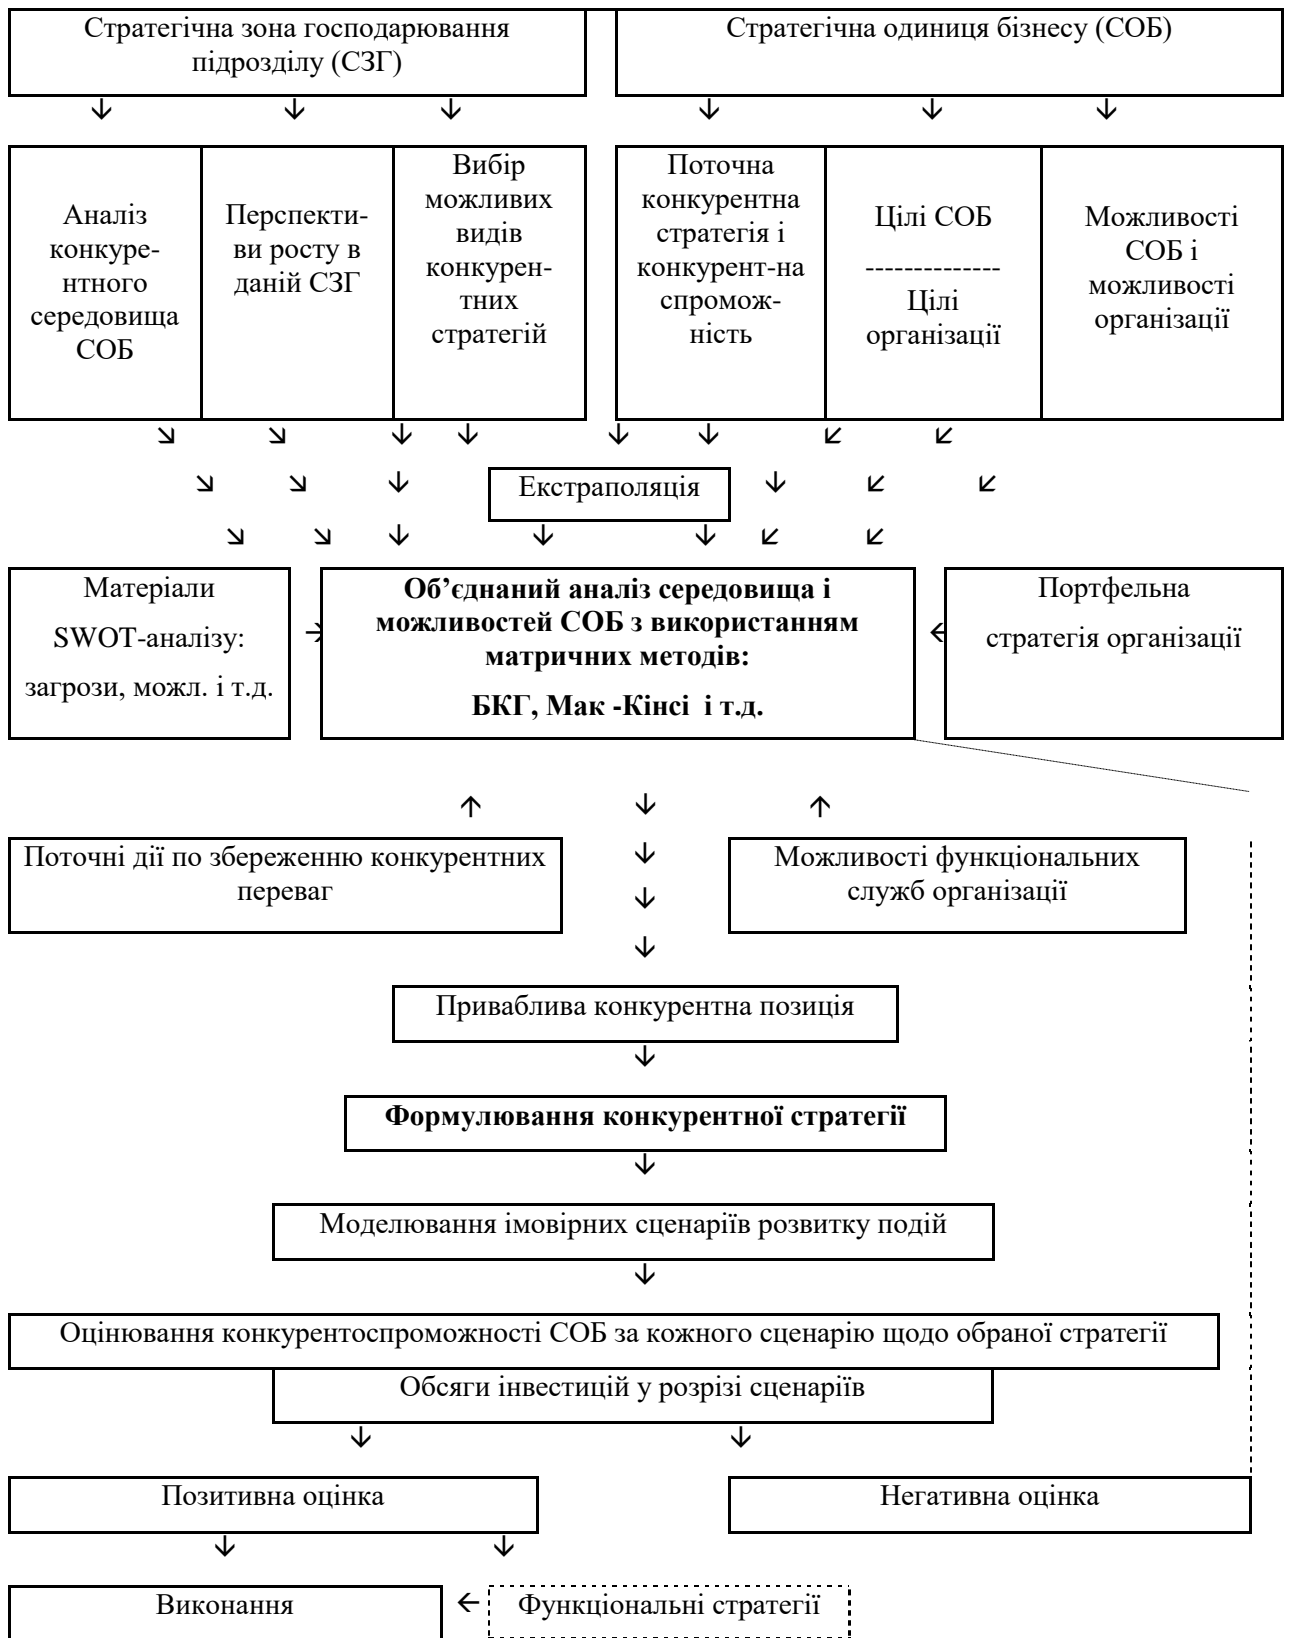 Стратегічна зона господарювання
підрозділу (СЗГ)
Стратегічна одиниця бізнесу (СОБ)
Аналіз
конкуре-
нтного
середовища
СОБ
Перспекти-
ви росту в
даній СЗГ
Вибір
можливих
видів
конкурен-
тних
стратегій
Поточна
конкурентна
стратегія і
конкурент-на
спромож-
ність
Цілі СОБ
--------------
Цілі
організації
Можливості
СОБ і
можливості
організації
Екстраполяція
Матеріали
SWOT-аналізу:
загрози, можл. і т.д.
Об’єднаний аналіз середовища і
можливостей СОБ з використанням
матричних методів:
БКГ, Мак -Кінсі і т.д.
Портфельна
стратегія організації
Поточні дії по збереженню конкурентних
переваг
Можливості функціональних
служб організації
Приваблива конкурентна позиція
Формулювання конкурентної стратегії
Моделювання імовірних сценаріїв розвитку подій
Оцінювання конкурентоспроможності СОБ за кожного сценарію щодо обраної стратегії
Обсяги інвестицій у розрізі сценаріїв
Позитивна оцінка
Негативна оцінка
Виконання
Функціональні стратегії